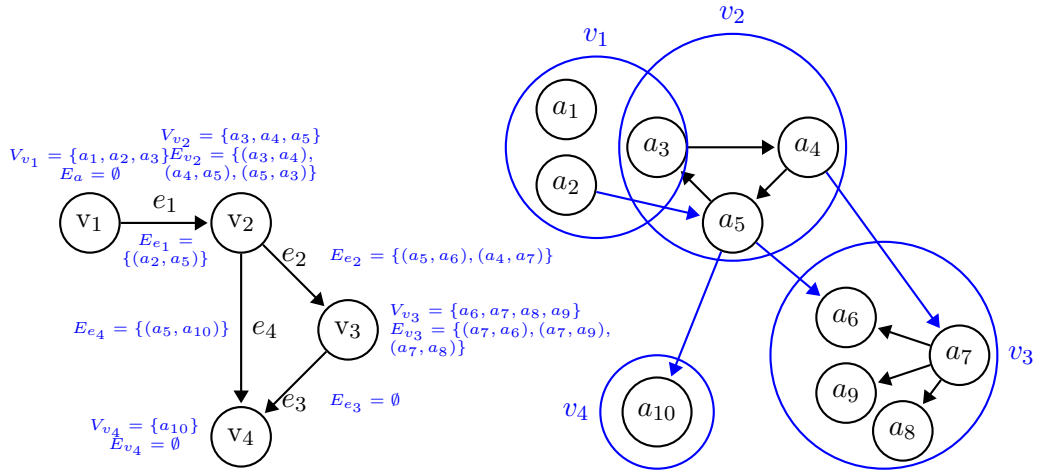 V_{v_2} = {a_3, a_4, a_5}
V_{v_1} = {a_1, a_2, a_3} E_{v_2} = {(a_3, a_4),
E_a = ∅ (a_4, a_5), (a_5, a_3)}
v_1 e_1 v_2
E_{e_1} =
{(a_2, a_5)}
e_2 E_{e_2} = {(a_5, a_6), (a_4, a_7)}
V_{v_3} = {a_6, a_7, a_8, a_9}
E_{e_4} = {(a_5, a_{10})} e_4 v_3 E_{v_3} = {(a_7, a_6), (a_7, a_9),
(a_7, a_8)}
e_3 E_{e_3} = ∅
V_{v_4} = {a_{10}}
E_{v_4} = ∅
v_4
v_2
v_1
a_1
a_3 a_4
a_2
a_5
a_6
a_7 v_3
a_9
v_4 a_{10}
a_8